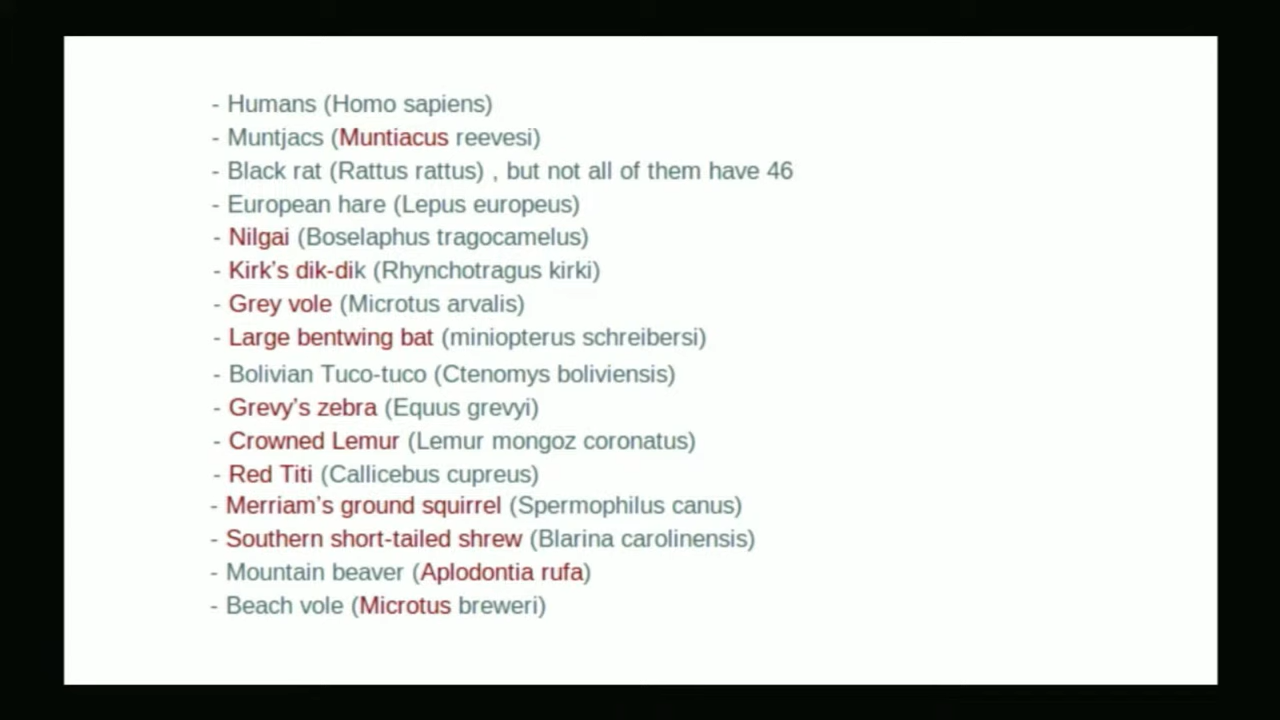 - Humans (Homo sapiens)
- Muntjacs (Muntiacus reevesi)
- Black rat (Rattus rattus) , but not all of them have 46
- European hare (Lepus europeus)
- Nilgai (Boselaphus tragocamelus)
- Kirk's dik-dik (Rhynchotragus kirki)
- Grey vole (Microtus arvalis)
- Large bentwing bat (miniopterus schreibersi)
- Bolivian Tuco-tuco (Ctenomys boliviensis)
- Grevy's zebra (Equus grevyi)
- Crowned Lemur (Lemur mongoz coronatus)
- Red Titi (Callicebus cupreus)
- Merriam's ground squirrel (Spermophilus canus)
- Southern short-tailed shrew (Blarina carolinensis)
- Mountain beaver (Aplodontia rufa)
- Beach vole (Microtus breweri)